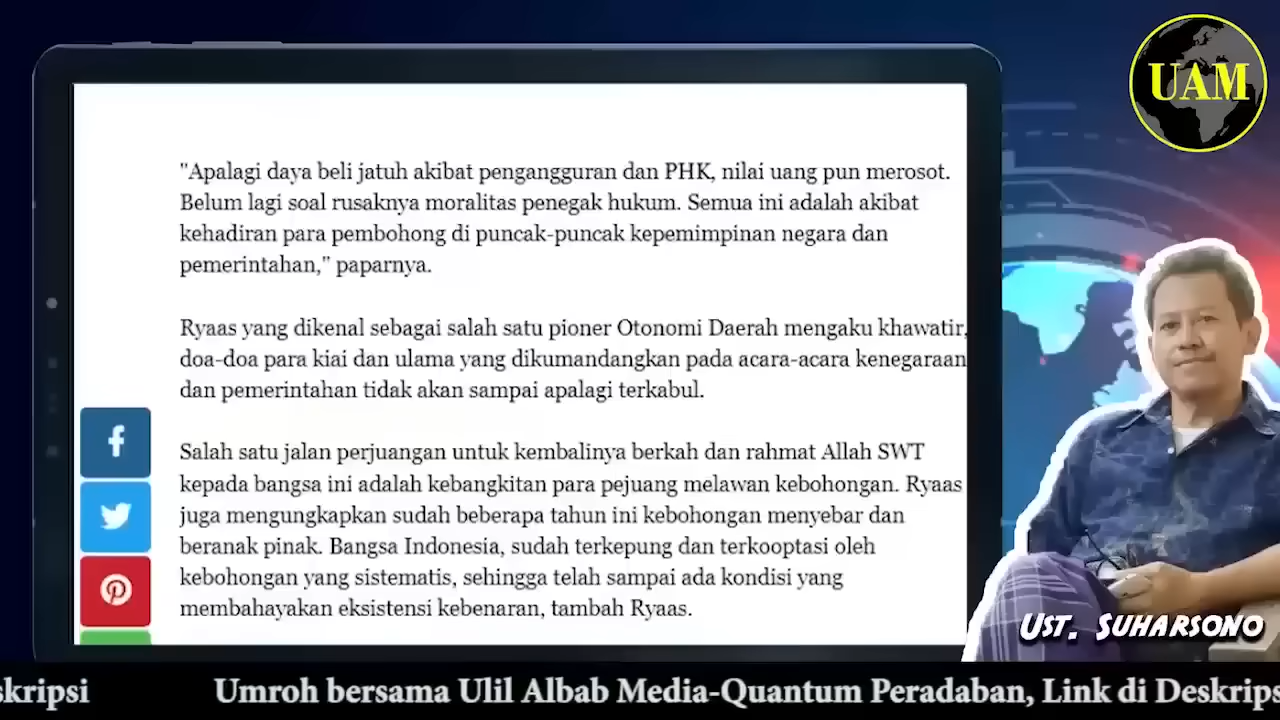 UAM
"Apalagi daya beli jatuh akibat pengangguran dan PHK, nilai uang pun merosot.
Belum lagi soal rusaknya moralitas penegak hukum. Semua ini adalah akibat
kehadiran para pembohong di puncak-puncak kepemimpinan negara dan
pemerintahan,” paparnya.
Ryaas yang dikenal sebagai salah satu pioner Otonomi Daerah mengaku khawatir,
doa-doa para kiai dan ulama yang dikumandangkan pada acara-acara kenegaraan
dan pemerintahan tidak akan sampai apalagi terkabul.
Salah satu jalan perjuangan untuk kembalinya berkah dan rahmat Allah SWT
kepada bangsa ini adalah kebangkitan para pejuang melawan kebohongan. Ryaas
juga mengungkapkan sudah beberapa tahun ini kebohongan menyebar dan
beranak pinak. Bangsa Indonesia, sudah terkepung dan terkooptasi oleh
kebohongan yang sistematis, sehingga telah sampai ada kondisi yang
membahayakan eksistensi kebenaran, tambah Ryaas.
Ust. Suharsono
skripsi Umroh bersama Ulil Albab Media-Quantum Peradaban, Link di Deskrips